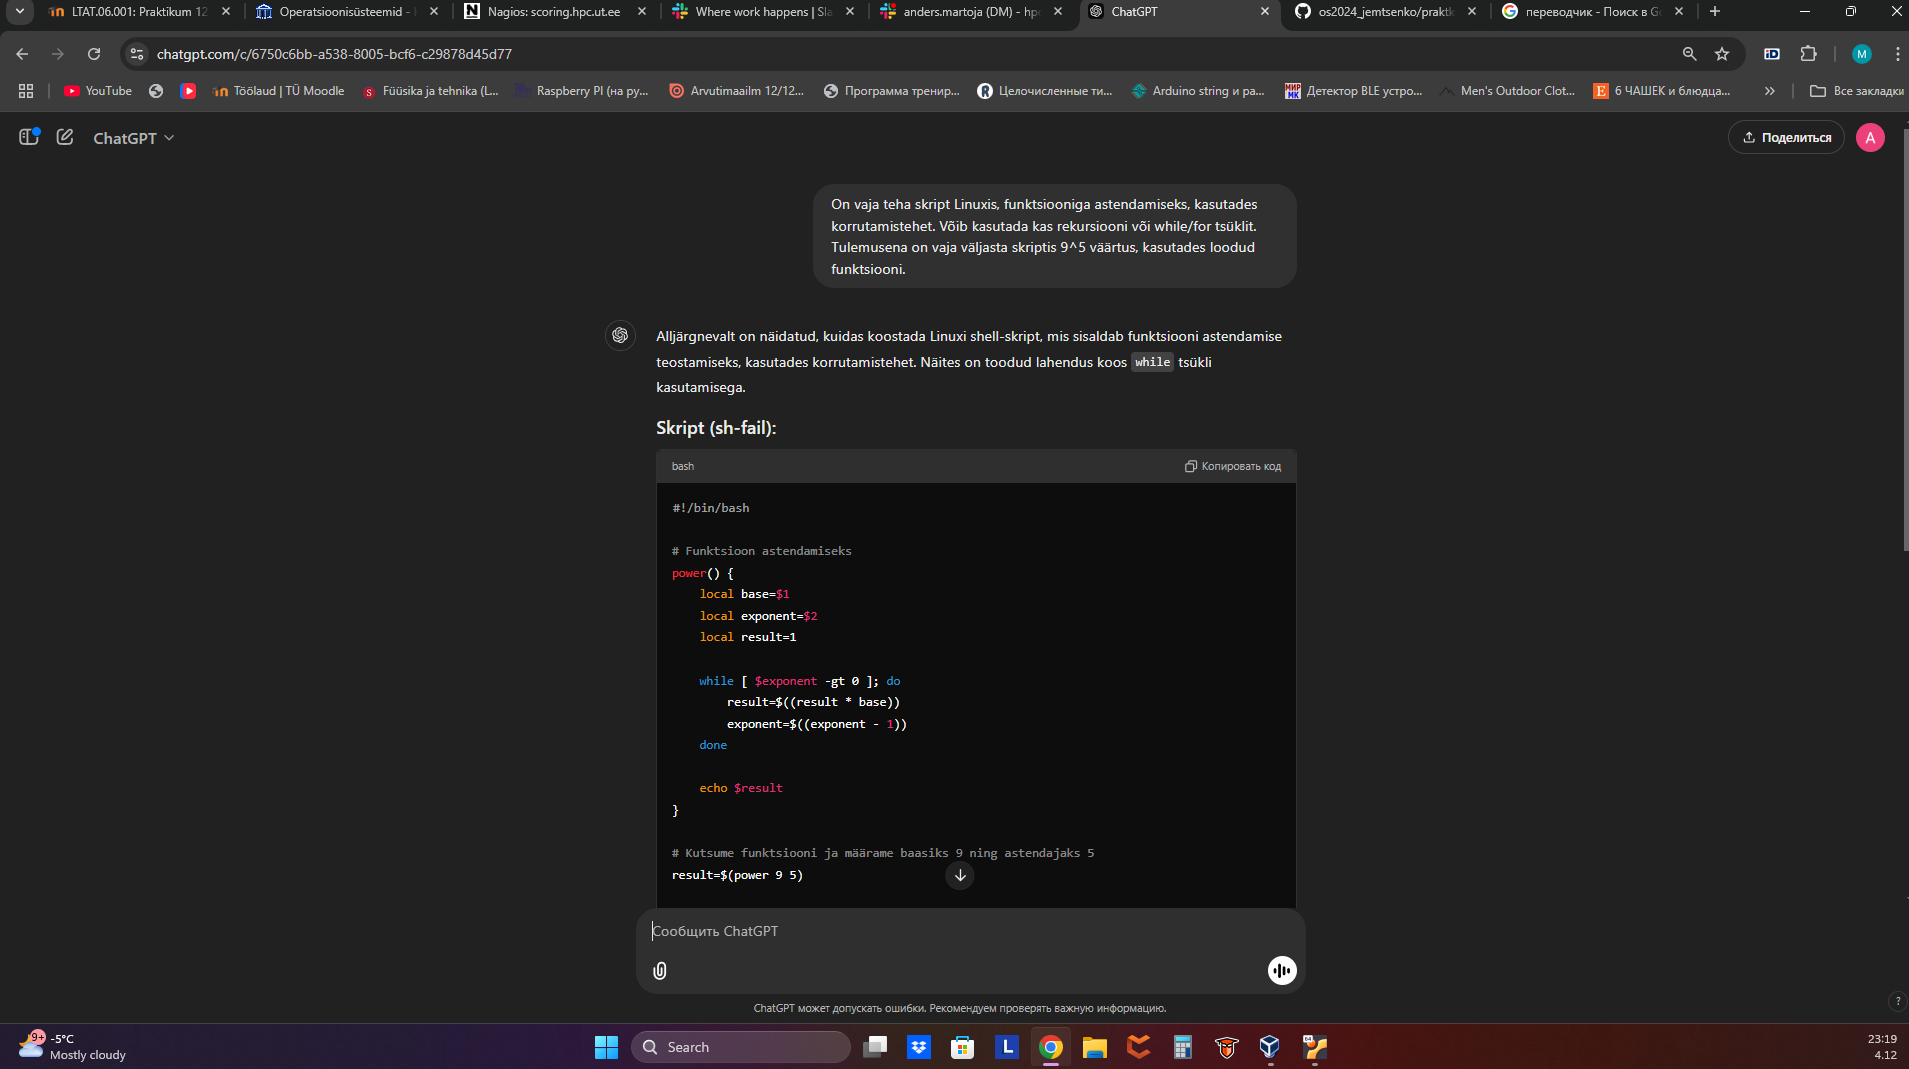 LTAT.06.001: Praktikum 12
Operatsioonisüsteemid -
Nagios: scoring.hpc.ut.ee
Where work happens | Sla
anders.martoja (DM) - hpc
ChatGPT
os2024_jemtsenko/praktik
переводчик - Поиск в Go
chatgpt.com/c/6750c6bb-a538-8005-bcf6-c29878d45d77
M
YouTube
Töölaud | TÜ Moodle
Füüsika ja tehnika (L...
Raspberry PI (на ру...
Arvutimaailm 12/12...
Программа тренир...
Целочисленные ти...
Arduino string и ра...
Детектор BLE устро...
Men's Outdoor Clot...
6 ЧАШЕК и блюдца...
Все закладки
ChatGPT
Поделиться
A
On vaja teha skript Linuxis, funktsiooniga astendamiseks, kasutades
korrutamistehet. Võib kasutada kas rekursiooni või while/for tsüklit.
Tulemusena on vaja väljasta skriptis 9^5 väärtus, kasutades loodud
funktsiooni.
Alljärgnevalt on näidatud, kuidas koostada Linuxi shell-skript, mis sisaldab funktsiooni astendamise
teostamiseks, kasutades korrutamistehet. Näites on toodud lahendus koos while tsükli
kasutamisega.
Skript (sh-fail):
bash
Копировать код
#!/bin/bash
# Funktsioon astendamiseks
power() {
local base=$1
local exponent=$2
local result=1
while [ $exponent -gt 0 ]; do
result=$((result * base))
exponent=$((exponent - 1))
done
echo $result
}
# Kutsume funktsiooni ja määrame baasiks 9 ning astendajaks 5
result=$(power 9 5)
Сообщить ChatGPT
ChatGPT может допускать ошибки. Рекомендуем проверять важную информацию.
?
9+
-5°C
Mostly cloudy
Search
L
23:19
4.12